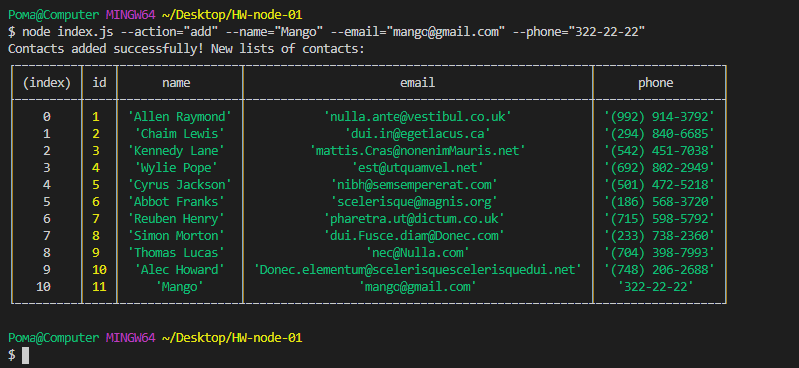 Poma@Computer MINGW64 ~/Desktop/HW-node-01
$ node index.js --action="add" --name="Mango" --email="mango@gmail.com" --phone="322-22-22"
Contacts added successfully! New lists of contacts:
(index) id name email phone
0 1 'Allen Raymond' 'nulla.ante@vestibul.co.uk' '(992) 914-3792'
1 2 'Chaim Lewis' 'dui.in@egetlacus.ca' '(294) 840-6685'
2 3 'Kennedy Lane' 'mattis.Cras@nonenimMauris.net' '(542) 451-7038'
3 4 'Wylie Pope' 'est@utquamvel.net' '(692) 802-2949'
4 5 'Cyrus Jackson' 'nibh@semsempererat.com' '(501) 472-5218'
5 6 'Abbot Franks' 'scelerisque@magnis.org' '(186) 568-3720'
6 7 'Reuben Henry' 'pharetra.ut@dictum.co.uk' '(715) 598-5792'
7 8 'Simon Morton' 'dui.Fusce.diam@Donec.com' '(233) 738-2360'
8 9 'Thomas Lucas' 'nec@Nulla.com' '(704) 398-7993'
9 10 'Alec Howard' 'Donec.elementum@scelerisquescelerisquedui.net' '(748) 206-2688'
10 11 'Mango' 'mango@gmail.com' '322-22-22'
Poma@Computer MINGW64 ~/Desktop/HW-node-01
$